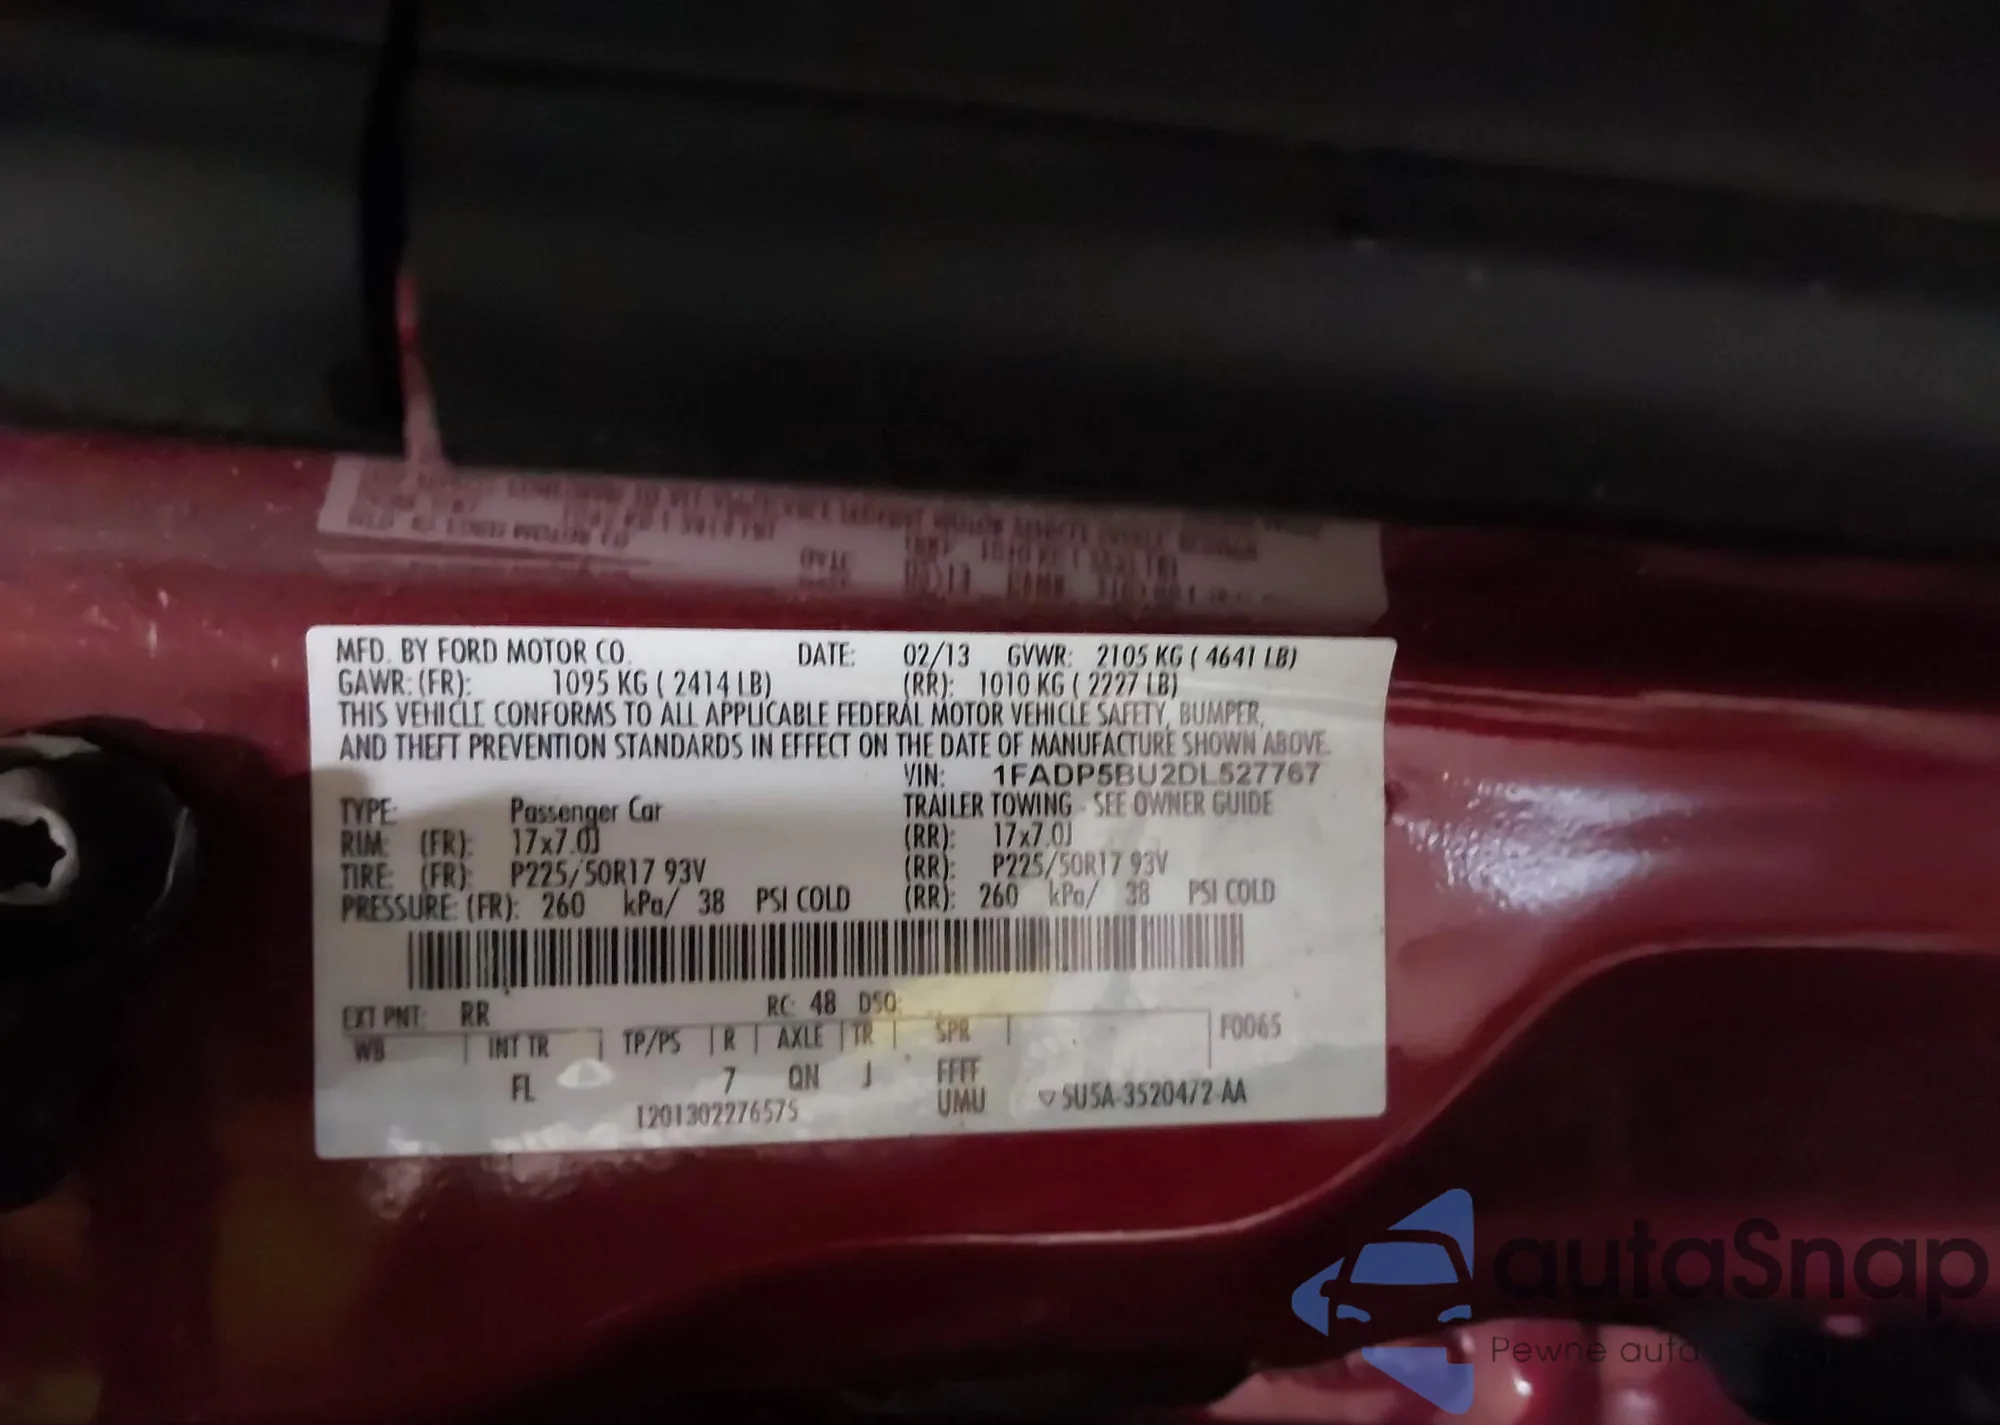 MFD. BY FORD MOTOR CO. DATE: 02/13 GVWR: 2105 KG ( 4641 LB)
GAWR: (FR): 1095 KG ( 2414 LB) (RR): 1010 KG ( 2227 LB)
THIS VEHICLE CONFORMS TO ALL APPLICABLE FEDERAL MOTOR VEHICLE SAFETY, BUMPER,
AND THEFT PREVENTION STANDARDS IN EFFECT ON THE DATE OF MANUFACTURE SHOWN ABOVE.
VIN: 1FADP5BU2DL527767
TYPE: Passenger Car TRAILER TOWING - SEE OWNER GUIDE
RIM: (FR): 17x7.0J (RR): 17x7.0J
TIRE: (FR): P225/50R17 93V (RR): P225/50R17 93V
PRESSURE: (FR): 260 kPa/ 38 PSI COLD (RR): 260 kPa/ 38 PSI COLD
EXT PNT: RR RC: 48 DSO:
WB INT TR TP/PS R AXLE TR SPR F0065
FL 7 QN J FFFF
1201302276575 UMU ▽5U5A-3520472-AA
autaSnap
Pewne auta